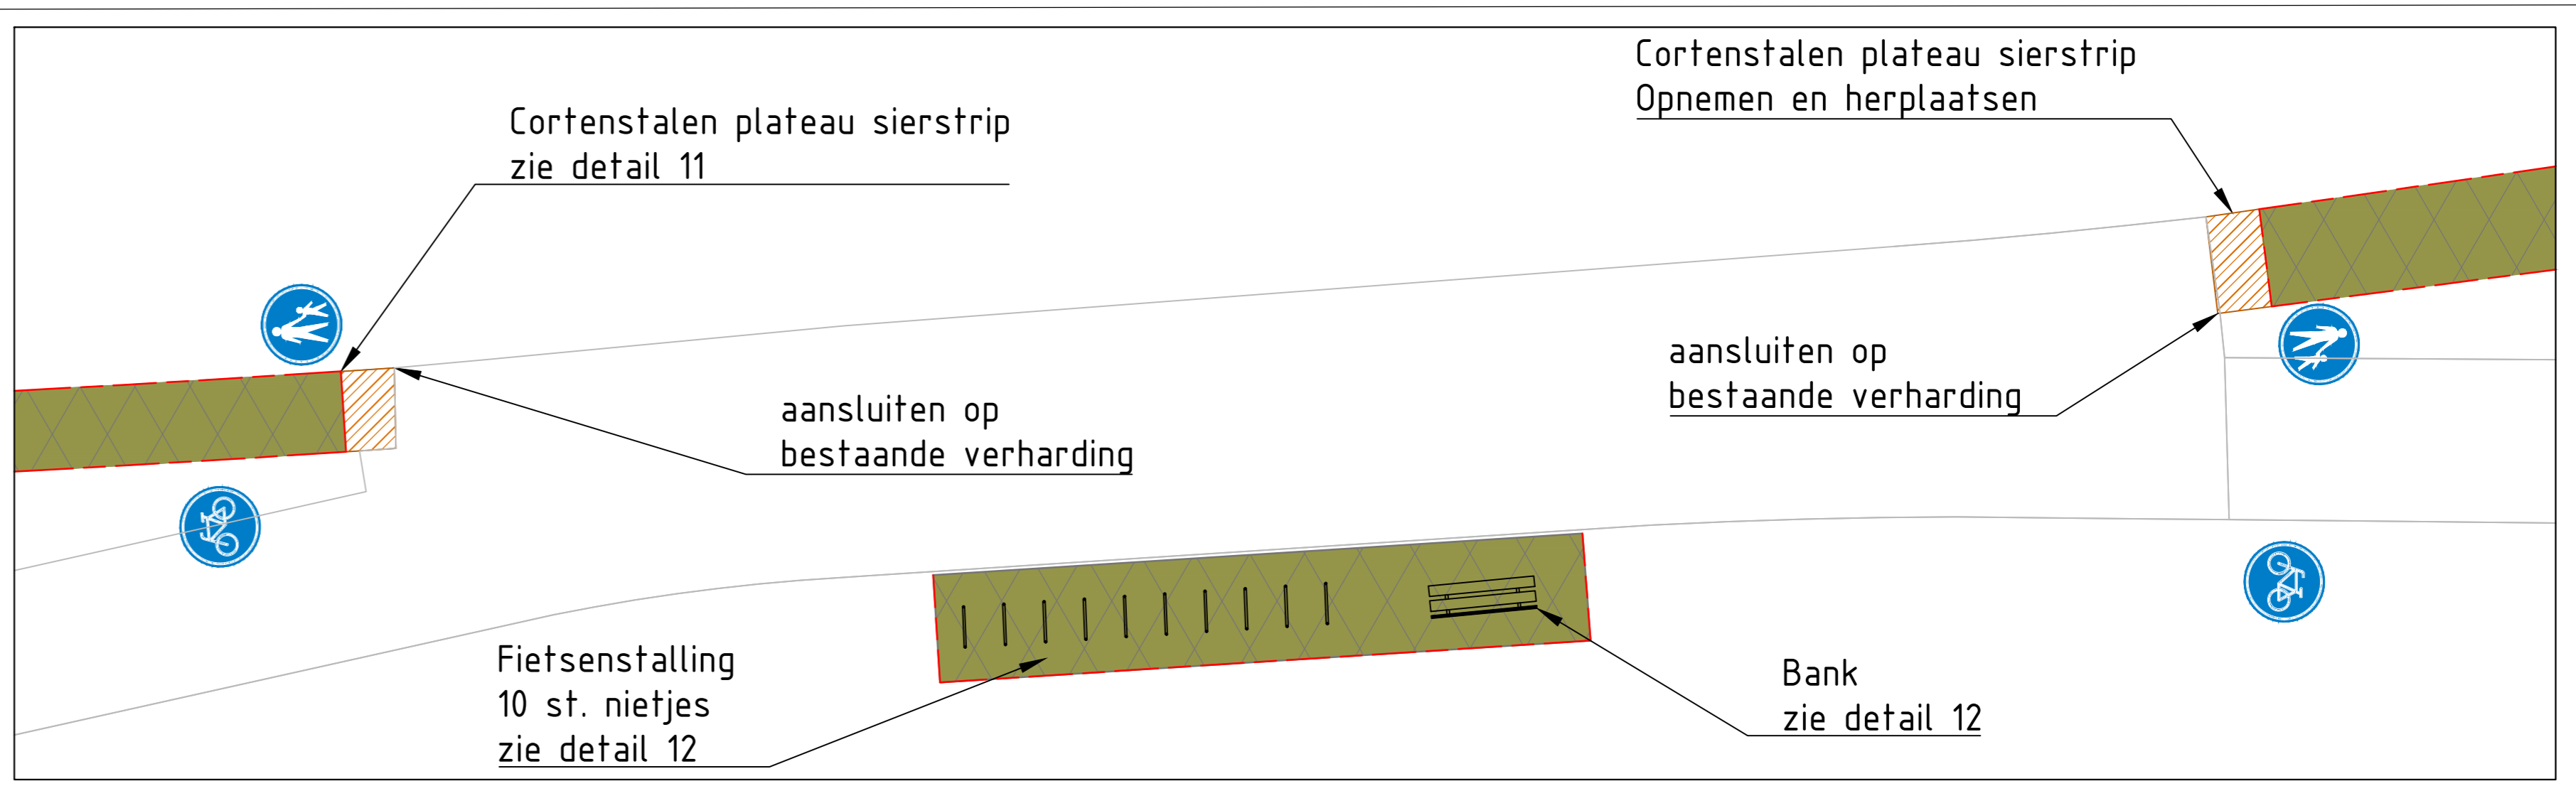 Cortenstalen plateau sierstrip
zie detail 11
Cortenstalen plateau sierstrip
Opnemen en herplaatsen
aansluiten op
bestaande verharding
aansluiten op
bestaande verharding
Fietsenstalling
10 st. nietjes
zie detail 12
Bank
zie detail 12